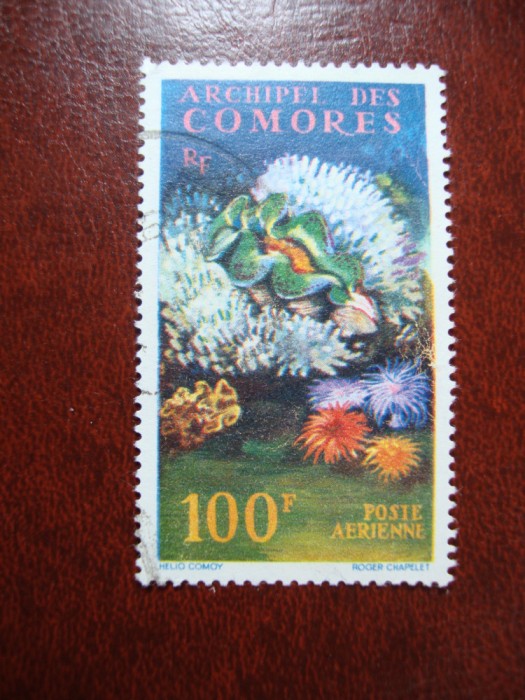 ARCHIPEL DES
COMORES
RF
100F
POSTE
AERIENNE
HELIO COMOY
ROGER CHAPELET